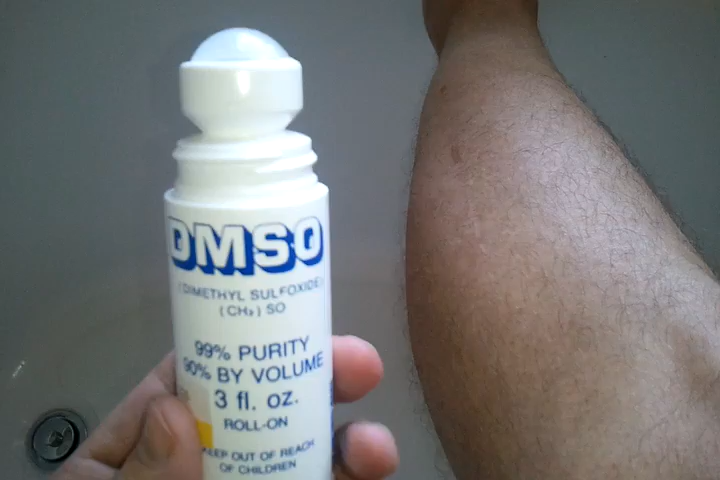 DMSO
(DIMETHYL SULFOXIDE)
(CH₃) SO
99% PURITY
90% BY VOLUME
3 fl. oz.
ROLL-ON
KEEP OUT OF REACH
OF CHILDREN